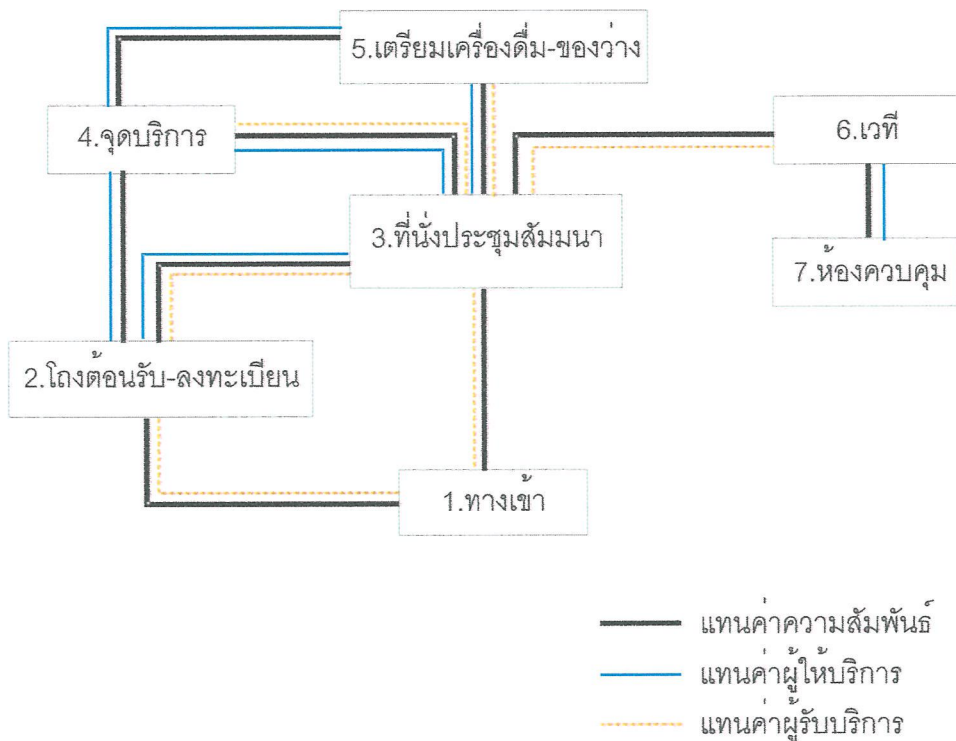 5.เตรียมเครื่องดื่ม-ของว่าง
4.จุดบริการ
6.เวที
3.ที่นั่งประชุมสัมมนา
7.ห้องควบคุม
2.โถงต้อนรับ-ลงทะเบียน
1.ทางเข้า
แทนค่าความสัมพันธ์
แทนค่าผู้ให้บริการ
แทนค่าผู้รับบริการ